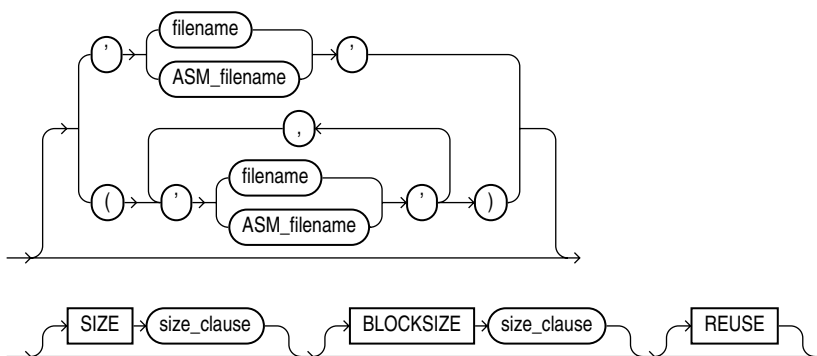 ' filename '
ASM_filename
,
( ' filename ' )
ASM_filename
SIZE size_clause BLOCKSIZE size_clause REUSE